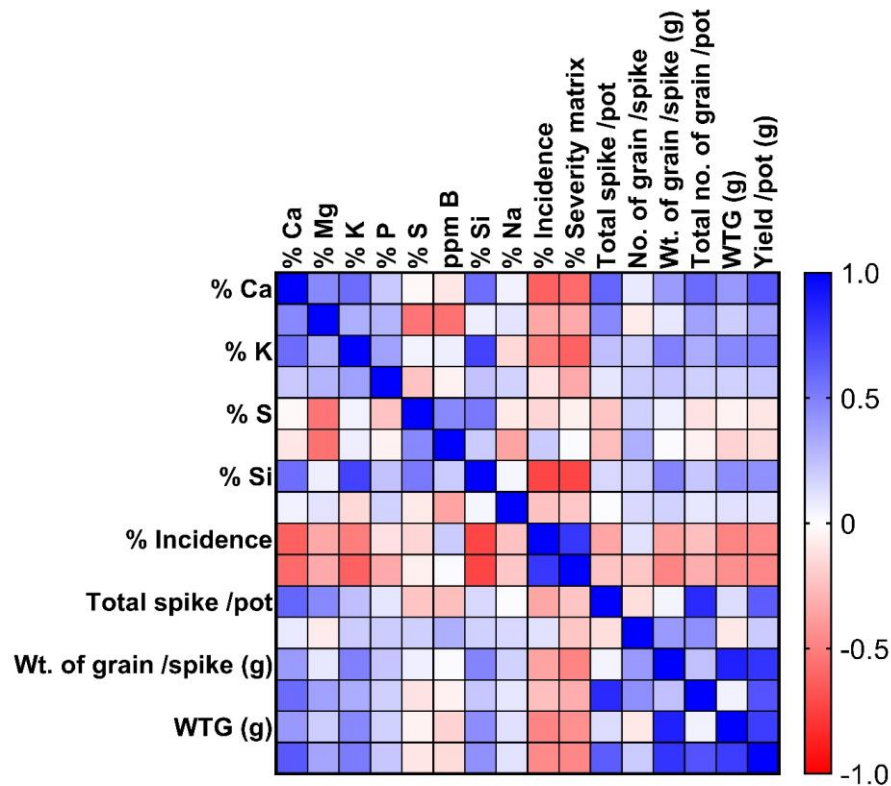 % Ca
% Mg
% K
% P
% S
ppm B
% Si
% Na
% Incidence
% Severity matrix
Total spike /pot
No. of grain /spike
Wt. of grain /spike (g)
Total no. of grain /pot
WTG (g)
Yield /pot (g)
% Ca
% K
% S
% Si
% Incidence
Total spike /pot
Wt. of grain /spike (g)
WTG (g)
1.0
0.5
0
-0.5
-1.0